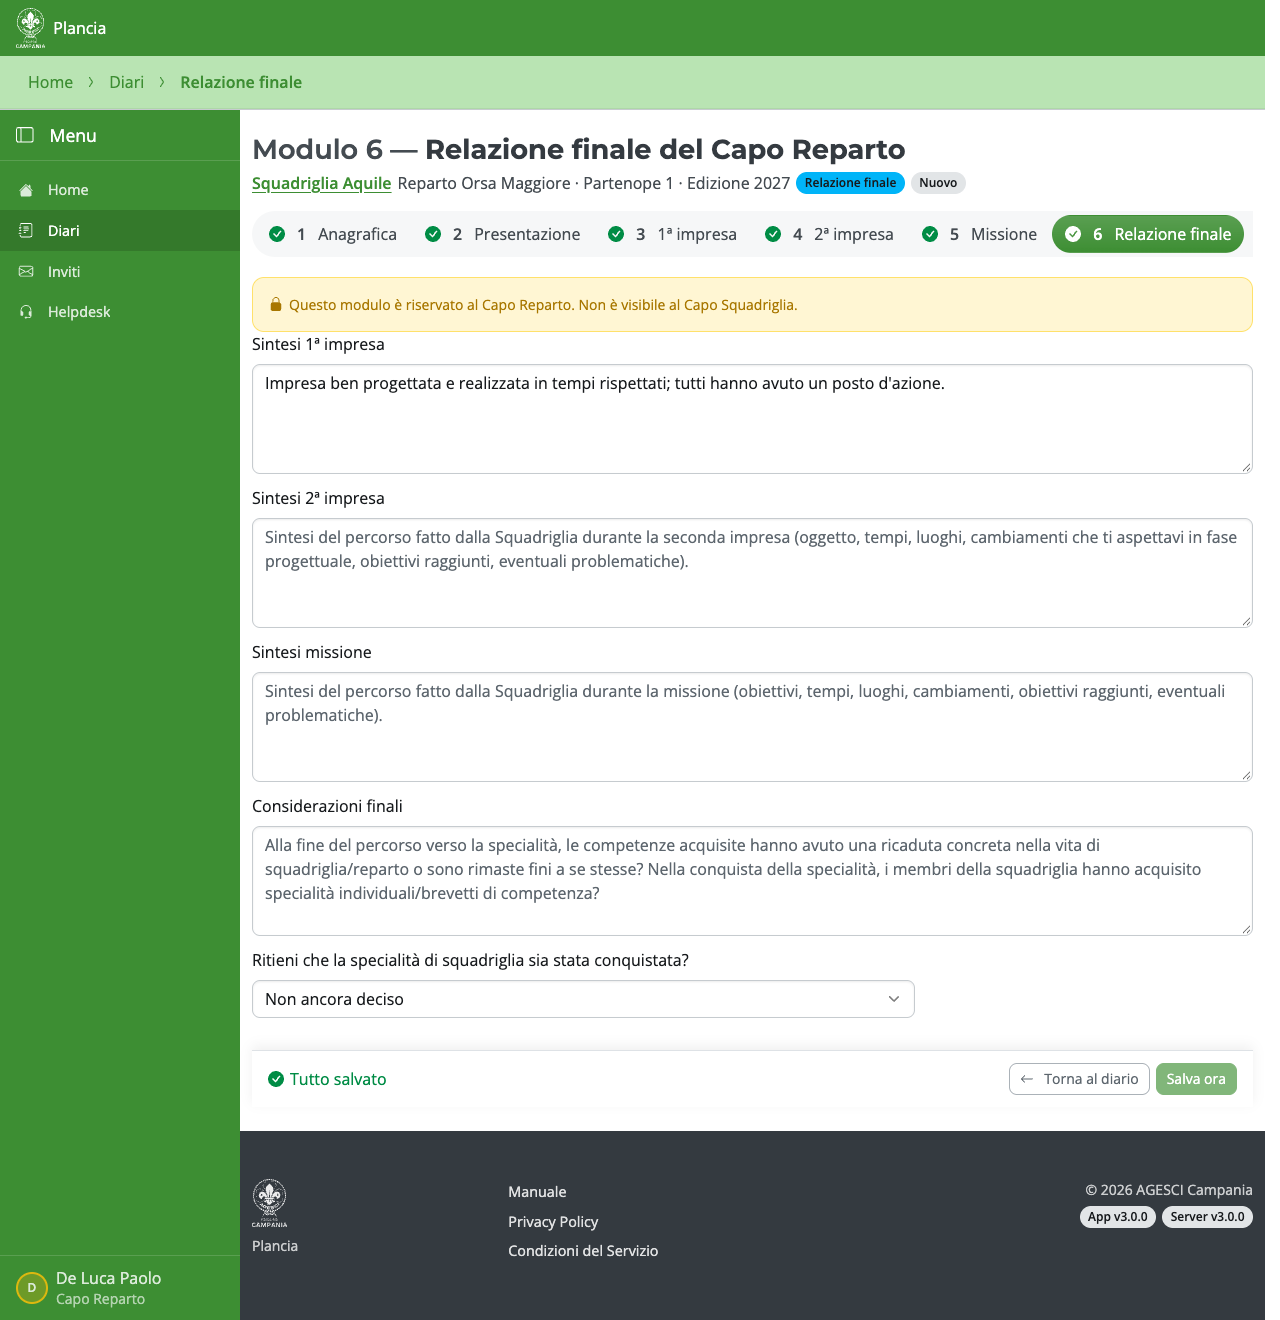 CAMPANIA
Plancia
Home
Diari
Relazione finale
Menu
Home
Diari
Inviti
Helpdesk
Modulo 6 — Relazione finale del Capo Reparto
Squadriglia Aquile Reparto Orsa Maggiore · Partenope 1 · Edizione 2027 Relazione finale Nuovo
1 Anagrafica 2 Presentazione 3 1ª impresa 4 2ª impresa 5 Missione 6 Relazione finale
Questo modulo è riservato al Capo Reparto. Non è visibile al Capo Squadriglia.
Sintesi 1ª impresa
Impresa ben progettata e realizzata in tempi rispettati; tutti hanno avuto un posto d'azione.
Sintesi 2ª impresa
Sintesi del percorso fatto dalla Squadriglia durante la seconda impresa (oggetto, tempi, luoghi, cambiamenti che ti aspettavi in fase
progettuale, obiettivi raggiunti, eventuali problematiche).
Sintesi missione
Sintesi del percorso fatto dalla Squadriglia durante la missione (obiettivi, tempi, luoghi, cambiamenti, obiettivi raggiunti, eventuali
problematiche).
Considerazioni finali
Alla fine del percorso verso la specialità, le competenze acquisite hanno avuto una ricaduta concreta nella vita di
squadriglia/reparto o sono rimaste fini a se stesse? Nella conquista della specialità, i membri della squadriglia hanno acquisito
specialità individuali/brevetti di competenza?
Ritieni che la specialità di squadriglia sia stata conquistata?
Non ancora deciso
Tutto salvato
Torna al diario
Salva ora
CAMPANIA
Plancia
Manuale
Privacy Policy
Condizioni del Servizio
© 2026 AGESCI Campania
App v3.0.0 Server v3.0.0
D
De Luca Paolo
Capo Reparto